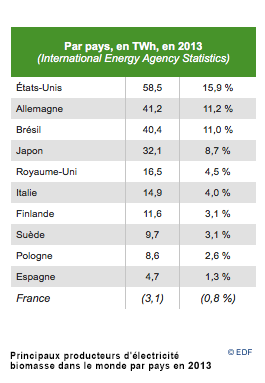 Par pays, en TWh, en 2013
(International Energy Agency Statistics)
États-Unis 58,5 15,9 %
Allemagne 41,2 11,2 %
Brésil 40,4 11,0 %
Japon 32,1 8,7 %
Royaume-Uni 16,5 4,5 %
Italie 14,9 4,0 %
Finlande 11,6 3,1 %
Suède 9,7 3,1 %
Pologne 8,6 2,6 %
Espagne 4,7 1,3 %
France (3,1) (0,8 %)
Principaux producteurs d'électricité © EDF
biomasse dans le monde par pays en 2013